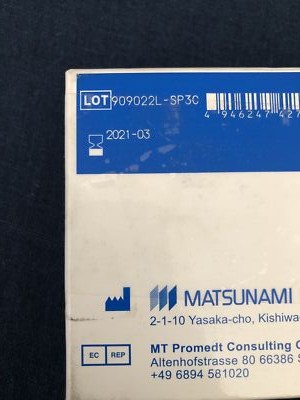 LOT 909022L-SP3C
4 946247 427
2021-03
MATSUNAMI
2-1-10 Yasaka-cho, Kishiwa
EC REP
MT Promedt Consulting
Altenhofstrasse 80 66386
+49 6894 581020